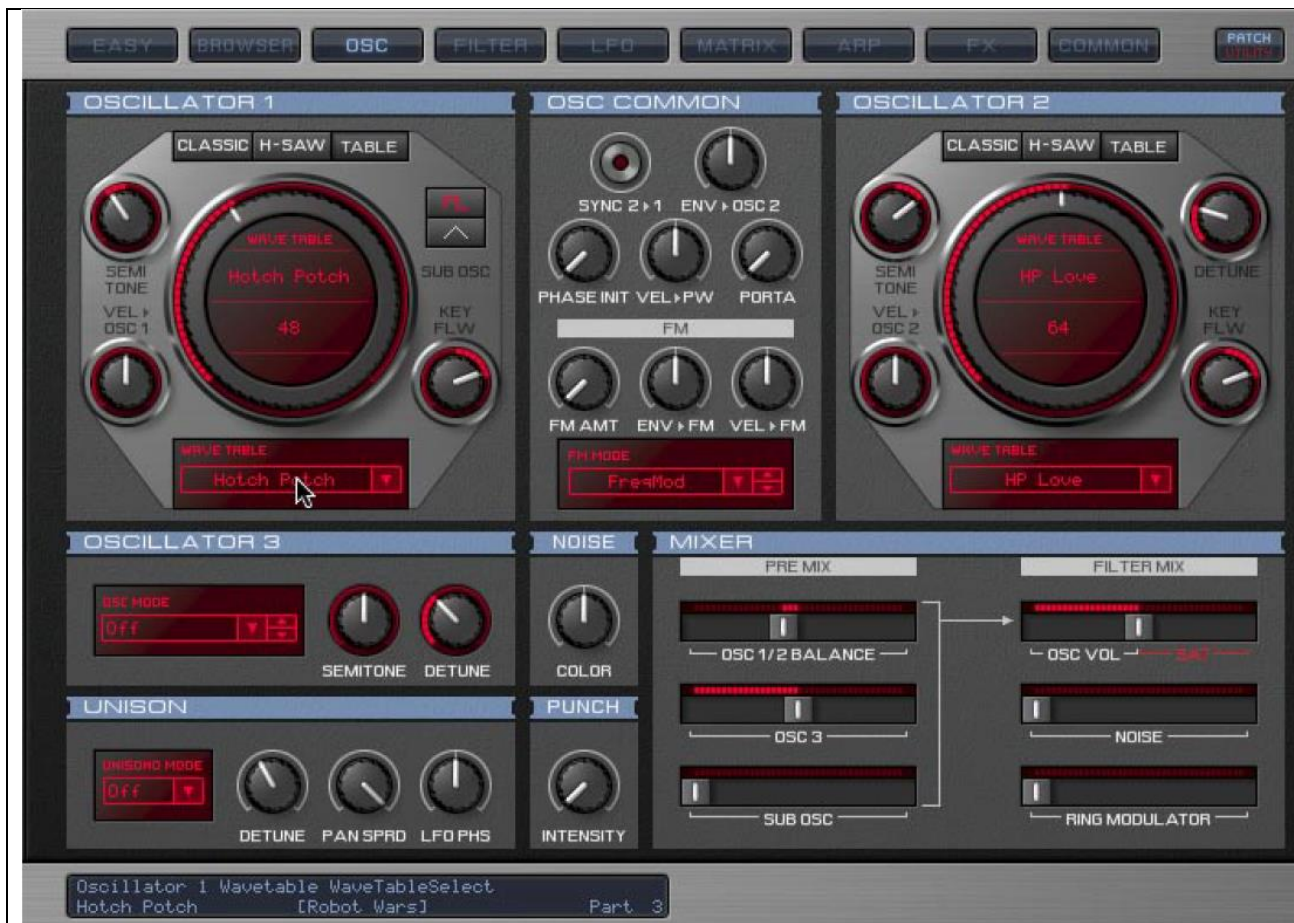 EASY BROWSER OSC FILTER LFO MATRIX ARP FX COMMON PATCH
UTILITY
OSCILLATOR 1
CLASSIC H-SAW TABLE
WAVE TABLE
Hotch Potch
48
SEMI
TONE
SUB OSC
VEL▸
OSC 1
KEY
FLW
WAVE TABLE
Hotch Potch
OSC COMMON
SYNC 2▸1 ENV▸OSC 2
PHASE INIT VEL▸PW PORTA
FM
FM AMT ENV▸FM VEL▸FM
FM MODE
FreqMod
OSCILLATOR 2
CLASSIC H-SAW TABLE
WAVE TABLE
HP Love
64
SEMI
TONE
DETUNE
VEL▸
OSC 2
KEY
FLW
WAVE TABLE
HP Love
OSCILLATOR 3
OSC MODE
Off
SEMITONE DETUNE
NOISE
COLOR
MIXER
PRE MIX
OSC 1/2 BALANCE
OSC 3
SUB OSC
FILTER MIX
OSC VOL SAT
NOISE
RING MODULATOR
UNISON
UNISONO MODE
Off
DETUNE PAN SPRD LFO PHS
PUNCH
INTENSITY
Oscillator 1 Wavetable WaveTableSelect
Hotch Potch [Robot Wars] Part 3